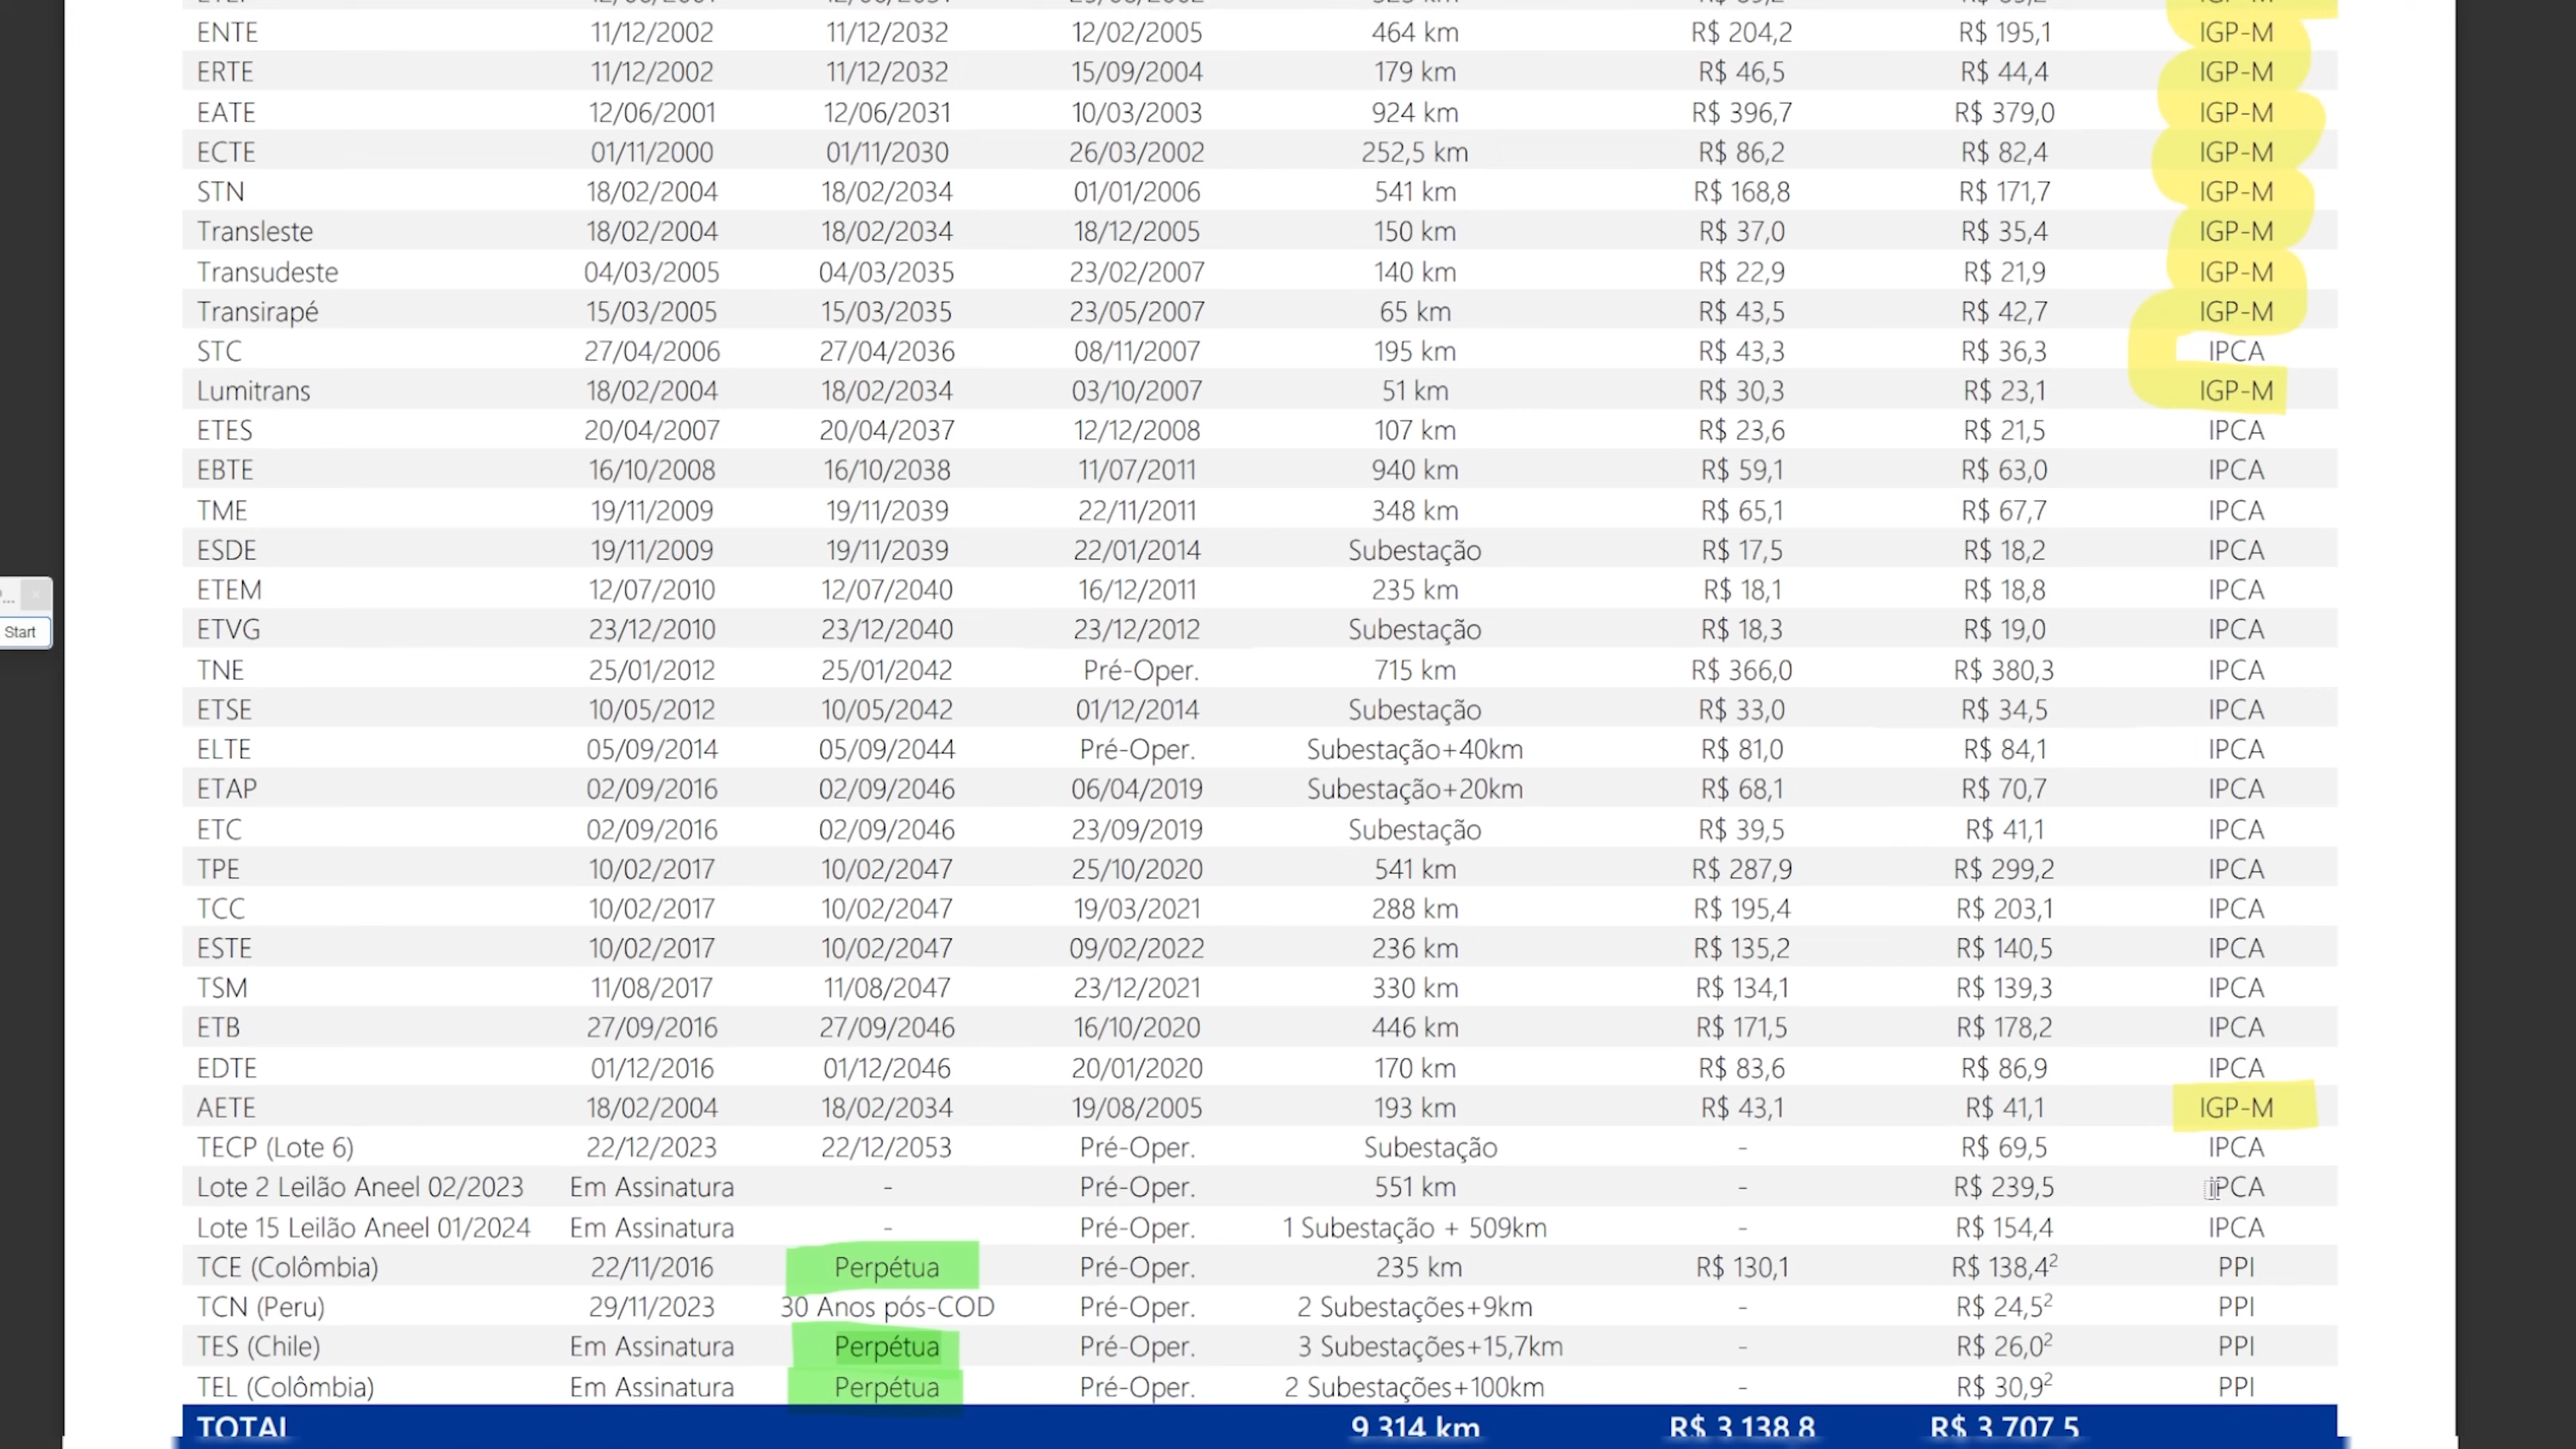 ENTE 11/12/2002 11/12/2032 12/02/2005 464 km R$ 204,2 R$ 195,1 IGP-M
ERTE 11/12/2002 11/12/2032 15/09/2004 179 km R$ 46,5 R$ 44,4 IGP-M
EATE 12/06/2001 12/06/2031 10/03/2003 924 km R$ 396,7 R$ 379,0 IGP-M
ECTE 01/11/2000 01/11/2030 26/03/2002 252,5 km R$ 86,2 R$ 82,4 IGP-M
STN 18/02/2004 18/02/2034 01/01/2006 541 km R$ 168,8 R$ 171,7 IGP-M
Transleste 18/02/2004 18/02/2034 18/12/2005 150 km R$ 37,0 R$ 35,4 IGP-M
Transudeste 04/03/2005 04/03/2035 23/02/2007 140 km R$ 22,9 R$ 21,9 IGP-M
Transirapé 15/03/2005 15/03/2035 23/05/2007 65 km R$ 43,5 R$ 42,7 IGP-M
STC 27/04/2006 27/04/2036 08/11/2007 195 km R$ 43,3 R$ 36,3 IPCA
Lumitrans 18/02/2004 18/02/2034 03/10/2007 51 km R$ 30,3 R$ 23,1 IGP-M
ETES 20/04/2007 20/04/2037 12/12/2008 107 km R$ 23,6 R$ 21,5 IPCA
EBTE 16/10/2008 16/10/2038 11/07/2011 940 km R$ 59,1 R$ 63,0 IPCA
TME 19/11/2009 19/11/2039 22/11/2011 348 km R$ 65,1 R$ 67,7 IPCA
ESDE 19/11/2009 19/11/2039 22/01/2014 Subestação R$ 17,5 R$ 18,2 IPCA
ETEM 12/07/2010 12/07/2040 16/12/2011 235 km R$ 18,1 R$ 18,8 IPCA
ETVG 23/12/2010 23/12/2040 23/12/2012 Subestação R$ 18,3 R$ 19,0 IPCA
Start
TNE 25/01/2012 25/01/2042 Pré-Oper. 715 km R$ 366,0 R$ 380,3 IPCA
ETSE 10/05/2012 10/05/2042 01/12/2014 Subestação R$ 33,0 R$ 34,5 IPCA
ELTE 05/09/2014 05/09/2044 Pré-Oper. Subestação+40km R$ 81,0 R$ 84,1 IPCA
ETAP 02/09/2016 02/09/2046 06/04/2019 Subestação+20km R$ 68,1 R$ 70,7 IPCA
ETC 02/09/2016 02/09/2046 23/09/2019 Subestação R$ 39,5 R$ 41,1 IPCA
TPE 10/02/2017 10/02/2047 25/10/2020 541 km R$ 287,9 R$ 299,2 IPCA
TCC 10/02/2017 10/02/2047 19/03/2021 288 km R$ 195,4 R$ 203,1 IPCA
ESTE 10/02/2017 10/02/2047 09/02/2022 236 km R$ 135,2 R$ 140,5 IPCA
TSM 11/08/2017 11/08/2047 23/12/2021 330 km R$ 134,1 R$ 139,3 IPCA
ETB 27/09/2016 27/09/2046 16/10/2020 446 km R$ 171,5 R$ 178,2 IPCA
EDTE 01/12/2016 01/12/2046 20/01/2020 170 km R$ 83,6 R$ 86,9 IPCA
AETE 18/02/2004 18/02/2034 19/08/2005 193 km R$ 43,1 R$ 41,1 IGP-M
TECP (Lote 6) 22/12/2023 22/12/2053 Pré-Oper. Subestação - R$ 69,5 IPCA
Lote 2 Leilão Aneel 02/2023 Em Assinatura - Pré-Oper. 551 km - R$ 239,5 IPCA
Lote 15 Leilão Aneel 01/2024 Em Assinatura - Pré-Oper. 1 Subestação + 509km - R$ 154,4 IPCA
TCE (Colômbia) 22/11/2016 Perpétua Pré-Oper. 235 km R$ 130,1 R$ 138,4² PPI
TCN (Peru) 29/11/2023 30 Anos pós-COD Pré-Oper. 2 Subestações+9km - R$ 24,5² PPI
TES (Chile) Em Assinatura Perpétua Pré-Oper. 3 Subestações+15,7km - R$ 26,0² PPI
TEL (Colômbia) Em Assinatura Perpétua Pré-Oper. 2 Subestações+100km - R$ 30,9² PPI
TOTAL 9.314 km R$ 3.138,8 R$ 3.707,5